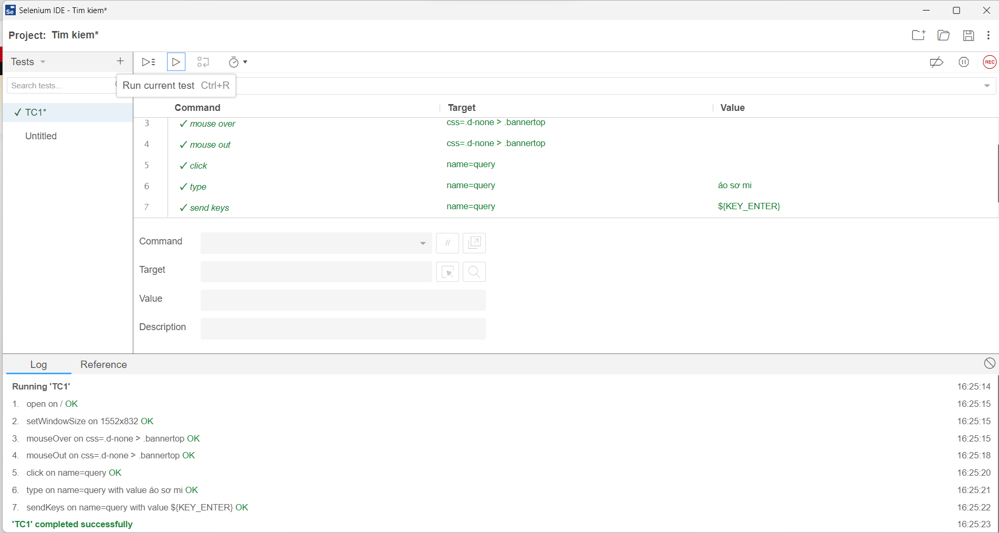 Selenium IDE - Tim kiem*
Project: Tim kiem*
Tests
REC
Search tests...
Run current test Ctrl+R
✓ TC1*
Untitled
Command Target Value
3 ✓ mouse over css=.d-none > .bannertop
4 ✓ mouse out css=.d-none > .bannertop
5 ✓ click name=query
6 ✓ type name=query áo sơ mi
7 ✓ send keys name=query ${KEY_ENTER}
Command //
Target
Value
Description
Log Reference
Running 'TC1' 16:25:14
1. open on / OK 16:25:15
2. setWindowSize on 1552x832 OK 16:25:15
3. mouseOver on css=.d-none > .bannertop OK 16:25:15
4. mouseOut on css=.d-none > .bannertop OK 16:25:18
5. click on name=query OK 16:25:20
6. type on name=query with value áo sơ mi OK 16:25:21
7. sendKeys on name=query with value ${KEY_ENTER} OK 16:25:22
'TC1' completed successfully 16:25:23